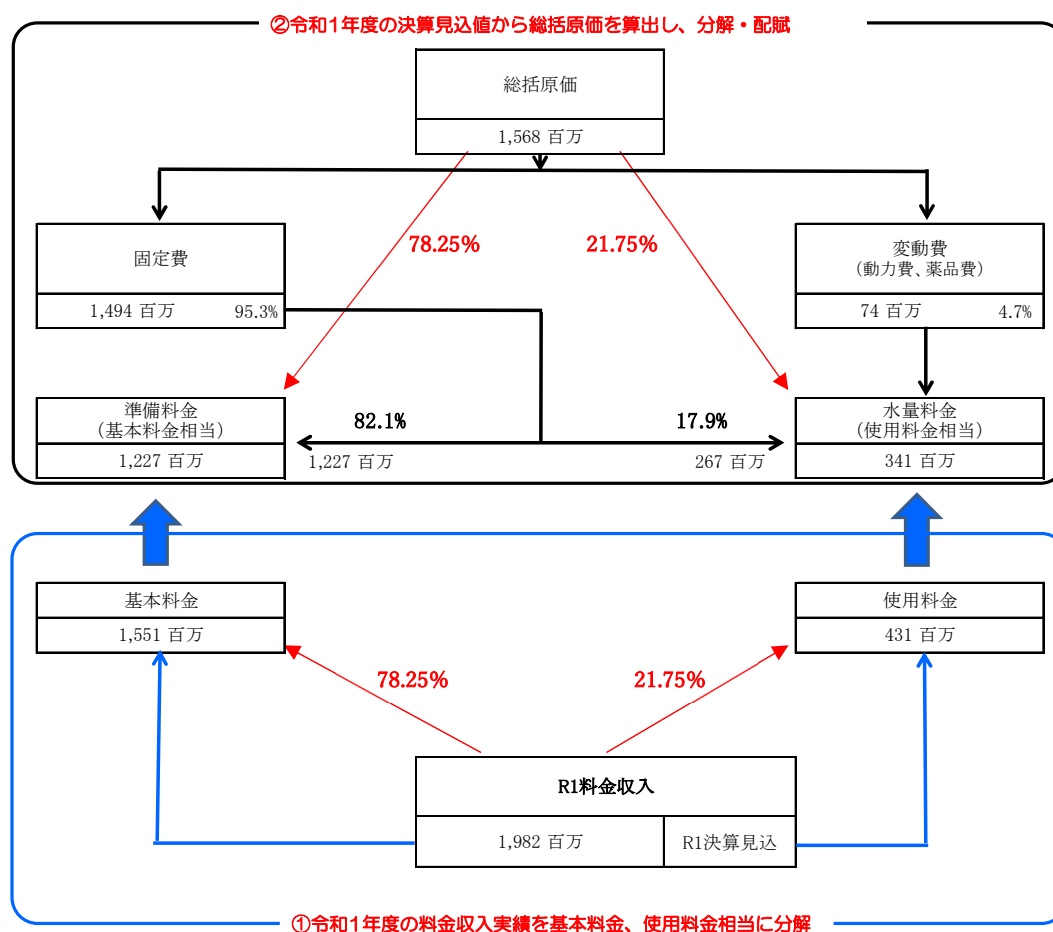 ②令和1年度の決算見込値から総括原価を算出し、分解・配賦
総括原価
1,568 百万
78.25%
21.75%
固定費
1,494 百万 95.3%
変動費
(動力費、薬品費)
74 百万 4.7%
準備料金
(基本料金相当)
1,227 百万
82.1%
17.9%
1,227 百万
267 百万
水量料金
(使用料金相当)
341 百万
基本料金
1,551 百万
使用料金
431 百万
78.25%
21.75%
R1料金収入
1,982 百万
R1決算見込
①令和1年度の料金収入実績を基本料金、使用料金相当に分解